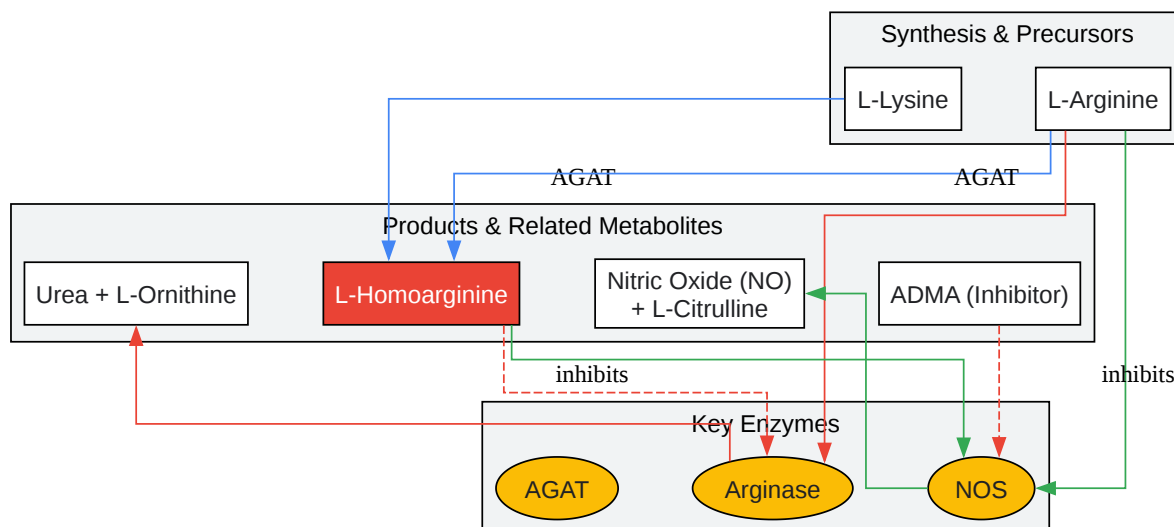 Synthesis & Precursors
L-Lysine
L-Arginine
AGAT
AGAT
Products & Related Metabolites
Urea + L-Ornithine
L-Homoarginine
Nitric Oxide (NO)
+ L-Citrulline
ADMA (Inhibitor)
inhibits
inhibits
Key Enzymes
AGAT
Arginase
NOS